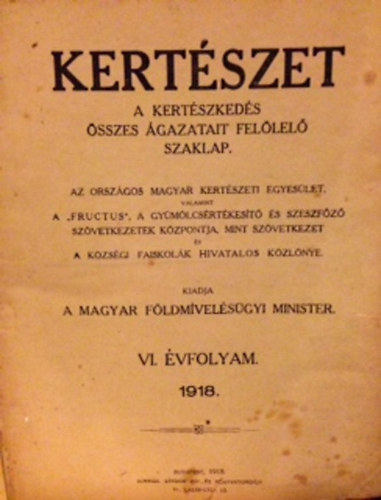 KERTÉSZET
A KERTÉSZKEDÉS
ÖSSZES ÁGAZATAIT FELÖLELŐ
SZAKLAP.
AZ ORSZÁGOS MAGYAR KERTÉSZETI EGYESÜLET,
VALAMINT
A „FRUCTUS", A GYÜMÖLCSÉRTÉKESÍTŐ ÉS SZESZFŐZŐ
SZÖVETKEZETEK KÖZPONTJA, MINT SZÖVETKEZET
ÉS
A KÖZSÉGI FAISKOLÁK HIVATALOS KÖZLÖNYE.
KIADJA
A MAGYAR FÖLDMÍVELÉSÜGYI MINISTER.
VI. ÉVFOLYAM.
1918.
BUDAPEST, 1918.